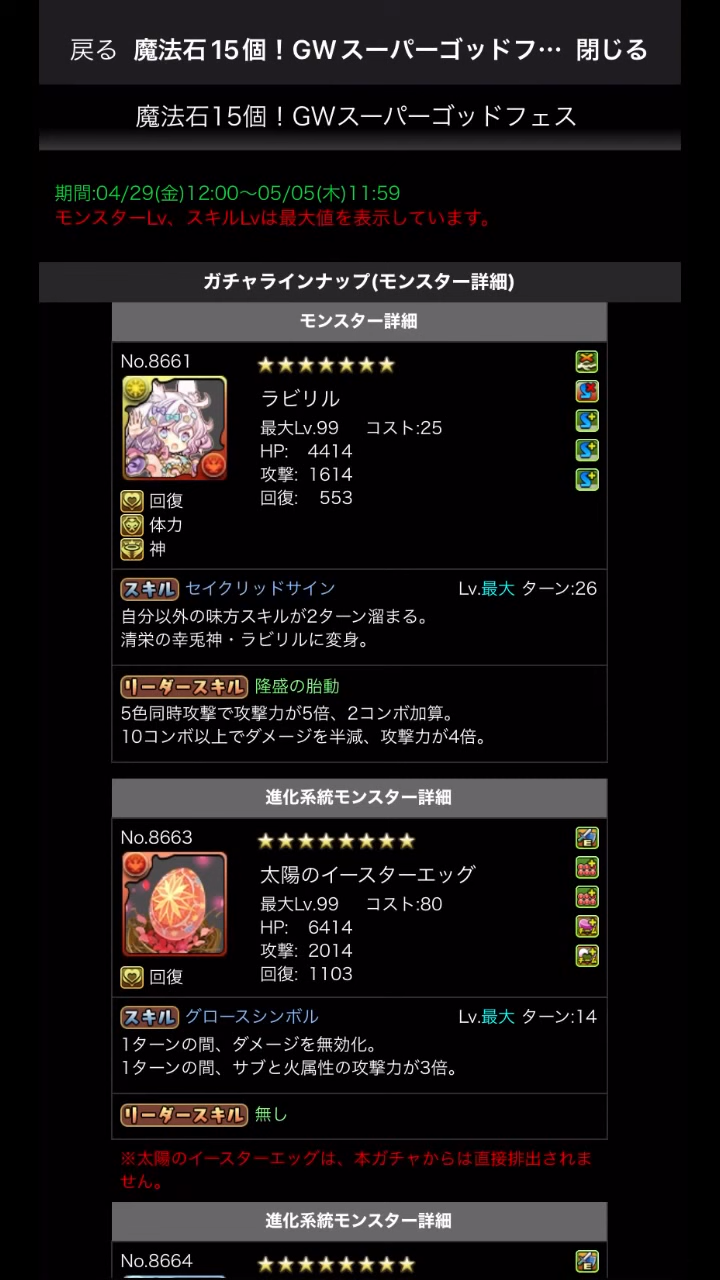 戻る 魔法石15個！GWスーパーゴッドフ… 閉じる
魔法石15個！GWスーパーゴッドフェス
期間:04/29(金)12:00〜05/05(木)11:59
モンスターLv、スキルLvは最大値を表示しています。
ガチャラインナップ(モンスター詳細)
モンスター詳細
No.8661
ラビリル
最大Lv.99 コスト:25
HP: 4414
攻撃: 1614
回復: 553
回復
体力
神
スキル セイクリッドサイン Lv.最大 ターン:26
自分以外の味方スキルが2ターン溜まる。
清栄の幸兎神・ラビリルに変身。
リーダースキル 隆盛の胎動
5色同時攻撃で攻撃力が5倍、2コンボ加算。
10コンボ以上でダメージを半減、攻撃力が4倍。
進化系統モンスター詳細
No.8663
太陽のイースターエッグ
最大Lv.99 コスト:80
HP: 6414
攻撃: 2014
回復: 1103
回復
スキル グロースシンボル Lv.最大 ターン:14
1ターンの間、ダメージを無効化。
1ターンの間、サブと火属性の攻撃力が3倍。
リーダースキル 無し
※太陽のイースターエッグは、本ガチャからは直接排出されま
せん。
進化系統モンスター詳細
No.8664